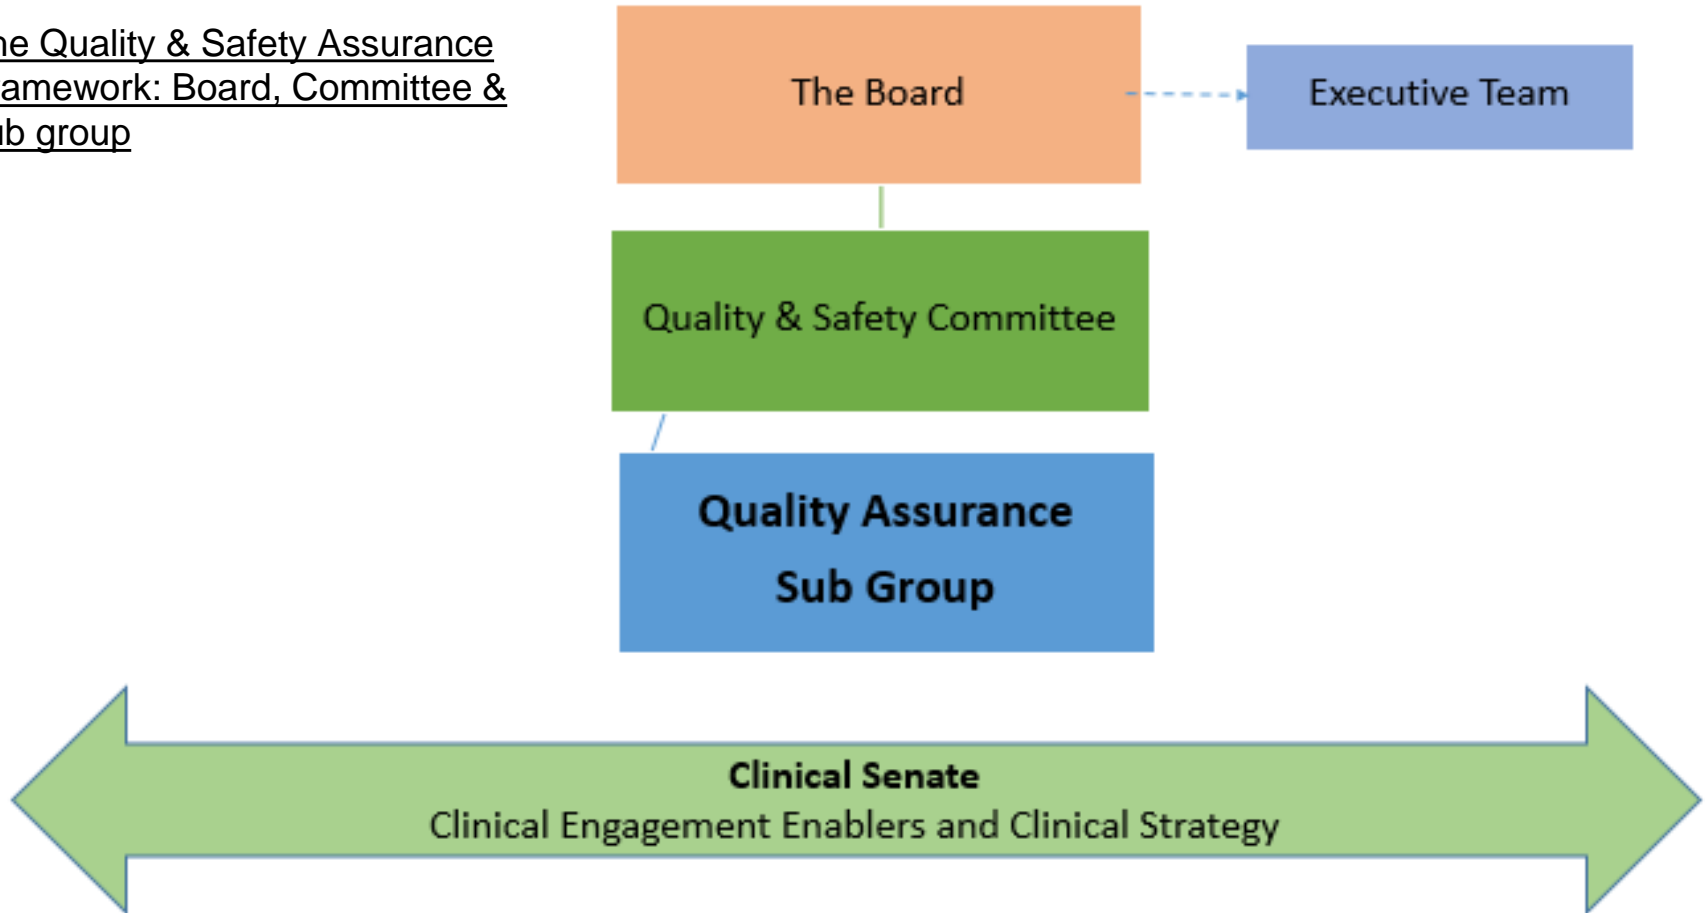 he Quality & Safety Assurance
ramework: Board, Committee &
ub group
The Board
Executive Team
Quality & Safety Committee
Quality Assurance
Sub Group
Clinical Senate
Clinical Engagement Enablers and Clinical Strategy